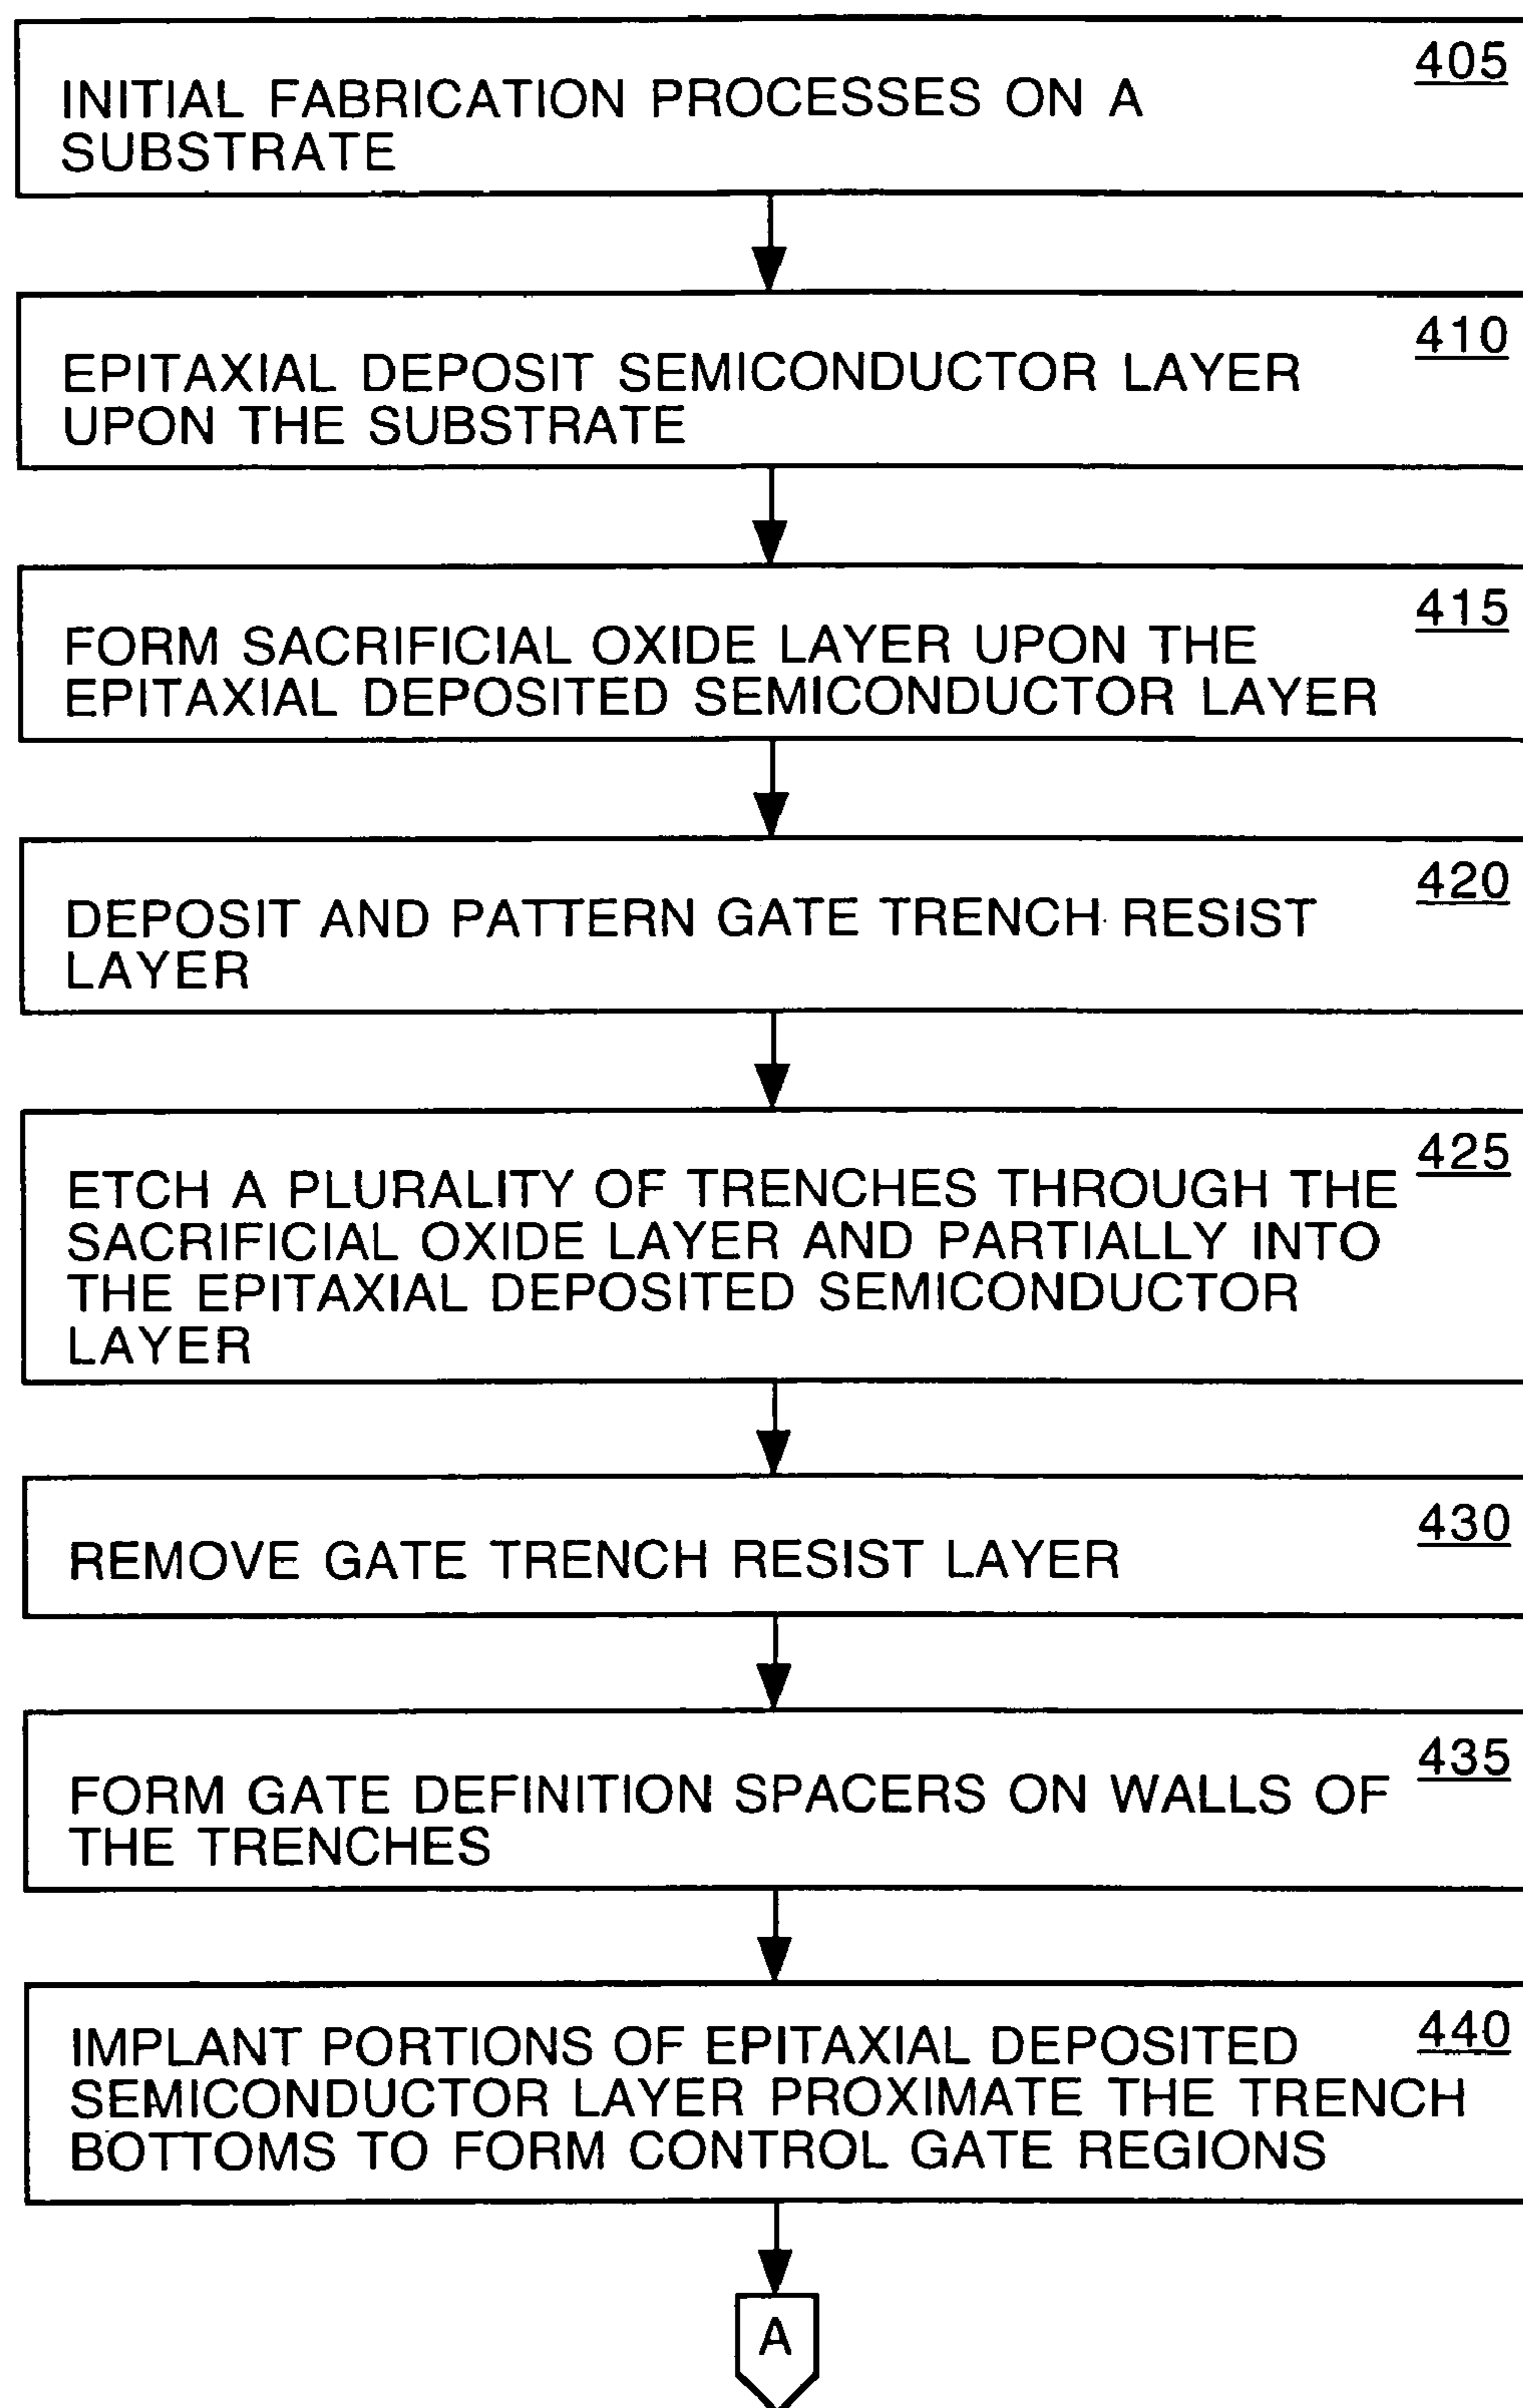 405
INITIAL FABRICATION PROCESSES ON A
SUBSTRATE
410
EPITAXIAL DEPOSIT SEMICONDUCTOR LAYER
UPON THE SUBSTRATE
415
FORM SACRIFICIAL OXIDE LAYER UPON THE
EPITAXIAL DEPOSITED SEMICONDUCTOR LAYER
420
DEPOSIT AND PATTERN GATE TRENCH RESIST
LAYER
425
ETCH A PLURALITY OF TRENCHES THROUGH THE
SACRIFICIAL OXIDE LAYER AND PARTIALLY INTO
THE EPITAXIAL DEPOSITED SEMICONDUCTOR
LAYER
430
REMOVE GATE TRENCH RESIST LAYER
435
FORM GATE DEFINITION SPACERS ON WALLS OF
THE TRENCHES
440
IMPLANT PORTIONS OF EPITAXIAL DEPOSITED
SEMICONDUCTOR LAYER PROXIMATE THE TRENCH
BOTTOMS TO FORM CONTROL GATE REGIONS
A